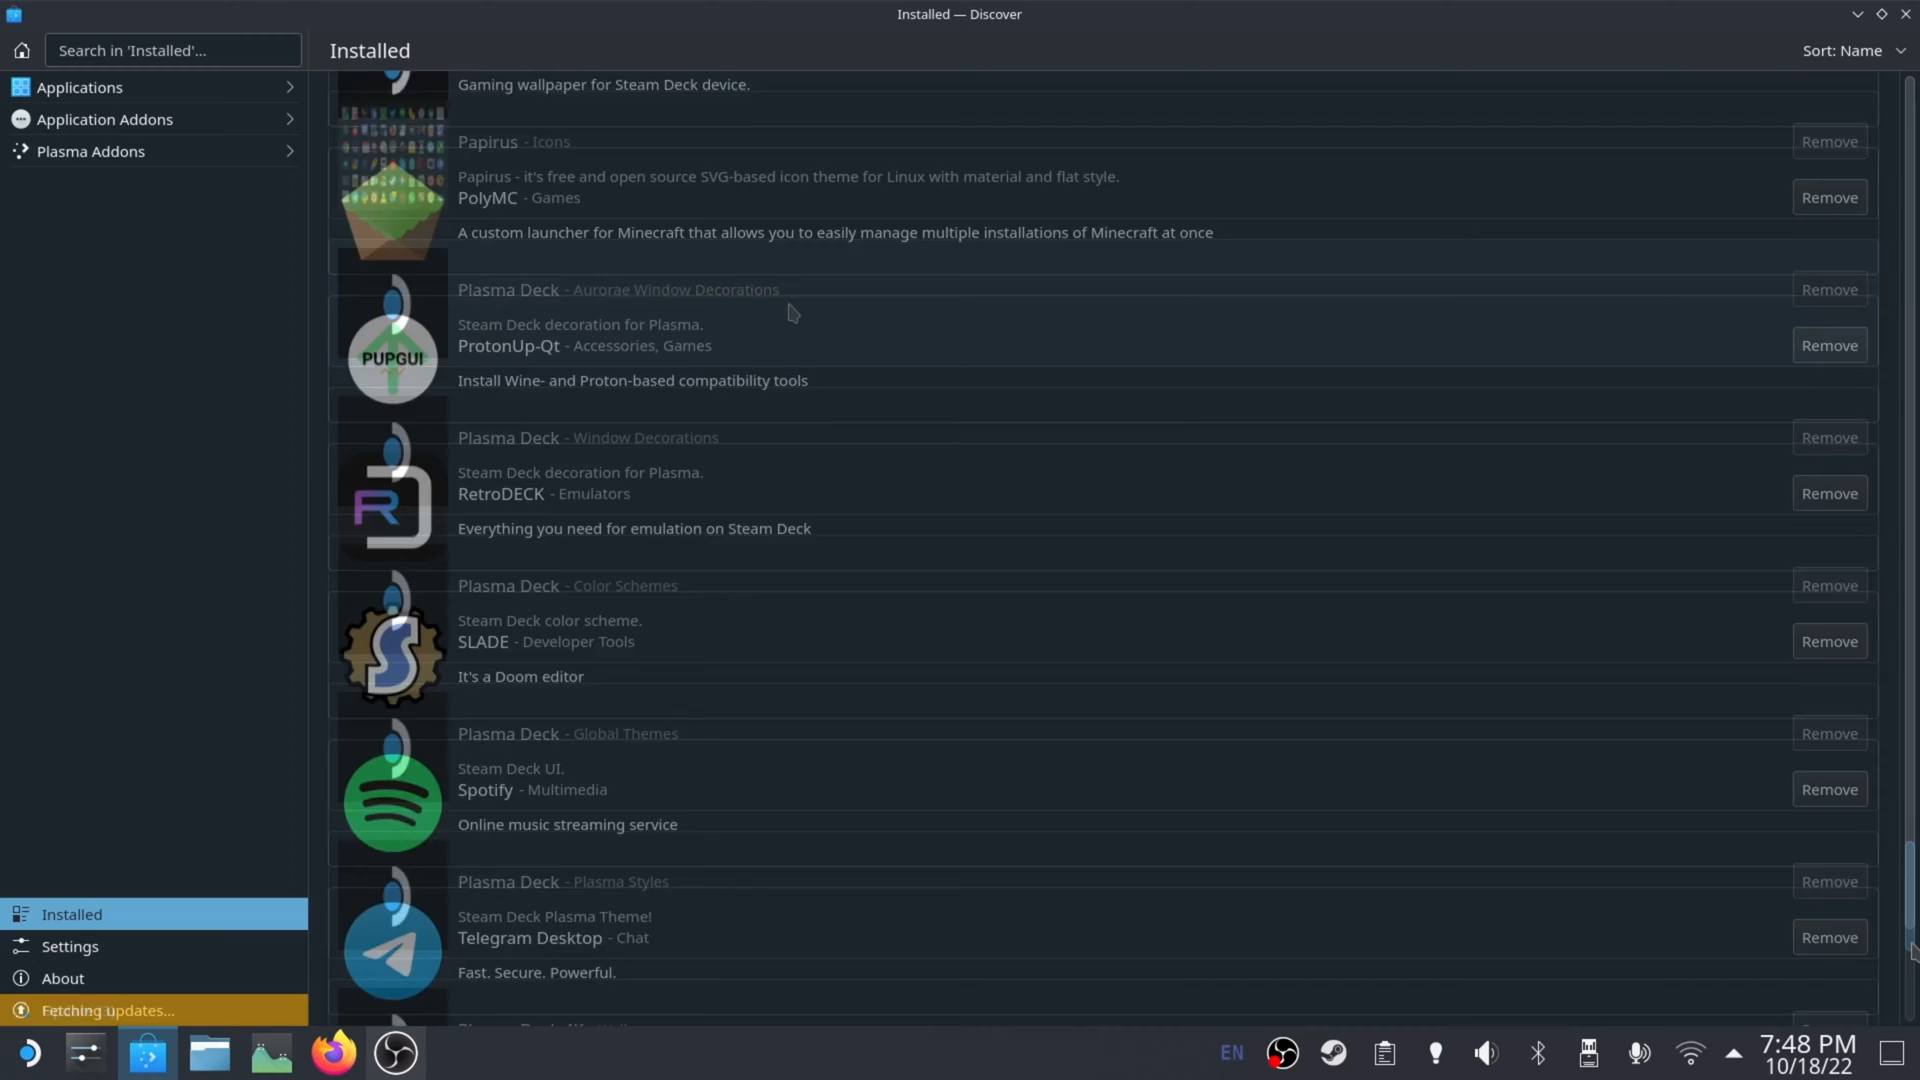 Installed — Discover
Search in 'Installed'...
Installed
Sort: Name
Applications
Application Addons
Plasma Addons
Gaming wallpaper for Steam Deck device.
Papirus - Icons
Remove
Papirus - it's free and open source SVG-based icon theme for Linux with material and flat style.
PolyMC - Games
Remove
A custom launcher for Minecraft that allows you to easily manage multiple installations of Minecraft at once
Plasma Deck - Aurorae Window Decorations
Remove
Steam Deck decoration for Plasma.
PUPGUI
ProtonUp-Qt - Accessories, Games
Remove
Install Wine- and Proton-based compatibility tools
Plasma Deck - Window Decorations
Remove
Steam Deck decoration for Plasma.
RetroDECK - Emulators
Remove
Everything you need for emulation on Steam Deck
Plasma Deck - Color Schemes
Remove
Steam Deck color scheme.
SLADE - Developer Tools
Remove
It's a Doom editor
Plasma Deck - Global Themes
Remove
Steam Deck UI.
Spotify - Multimedia
Remove
Online music streaming service
Plasma Deck - Plasma Styles
Remove
Steam Deck Plasma Theme!
Telegram Desktop - Chat
Remove
Fast. Secure. Powerful.
Installed
Settings
About
Fetching updates...
EN
7:48 PM
10/18/22